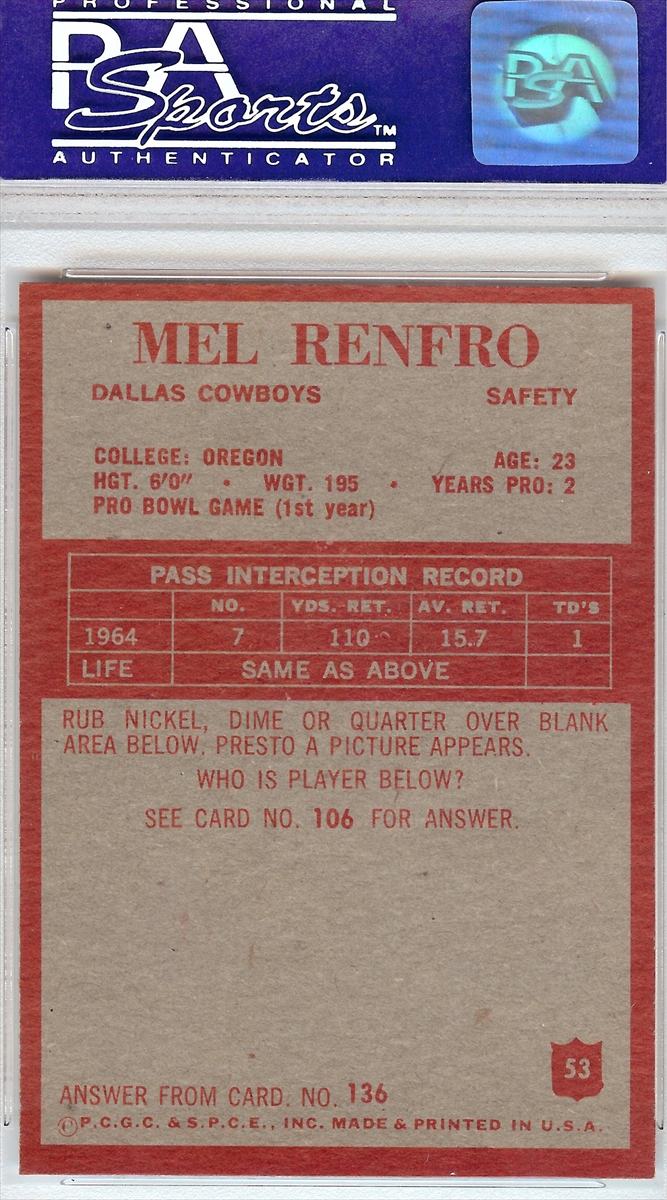 PROFESSIONAL
PSA
Sports™
AUTHENTICATOR
PSA
MEL RENFRO
DALLAS COWBOYS SAFETY
COLLEGE: OREGON AGE: 23
HGT. 6'0" • WGT. 195 • YEARS PRO: 2
PRO BOWL GAME (1st year)
PASS INTERCEPTION RECORD
NO. YDS. RET. AV. RET. TD'S
1964 7 110 15.7 1
LIFE SAME AS ABOVE
RUB NICKEL, DIME OR QUARTER OVER BLANK
AREA BELOW, PRESTO A PICTURE APPEARS.
WHO IS PLAYER BELOW?
SEE CARD NO. 106 FOR ANSWER.
53
ANSWER FROM CARD. NO. 136
Ⓒ P.C.G.C. & S.P.C.E., INC. MADE & PRINTED IN U.S.A.